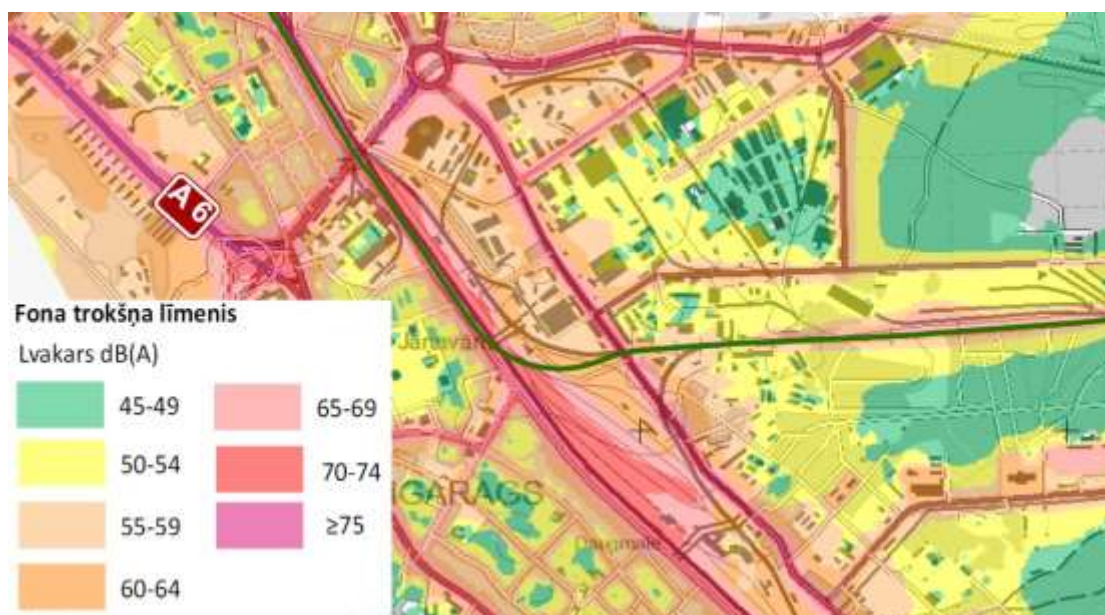 A 6
Fona trokšņa līmenis
Lvakars dB(A)
45-49
65-69
50-54
70-74
55-59
≥75
60-64
Jāņavārti
GARAGS
Daugmale